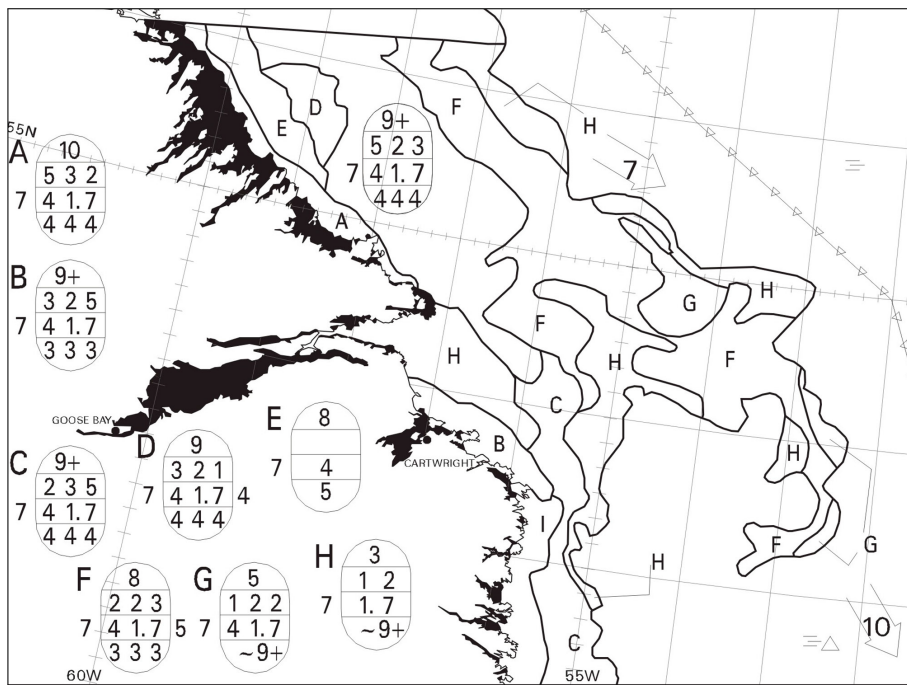 55N
A
10
5 3 2
7 4 1.7
4 4 4
B
9+
3 2 5
7 4 1.7
3 3 3
C
9+
2 3 5
7 4 1.7
4 4 4
D
9
3 2 1
7 4 1.7 4
4 4 4
E
8
7 4
5
F
8
2 2 3
7 4 1.7 5
3 3 3
G
5
1 2 2
7 4 1.7
~9+
H
3
1 2
7 1.7
~9+
9+
5 2 3
7 4 1.7
4 4 4
E
D
F
H
7
A
G
H
F
H
H
F
C
B
H
I
F
G
H
C
10
GOOSE BAY
CARTWRIGHT
60W
55W